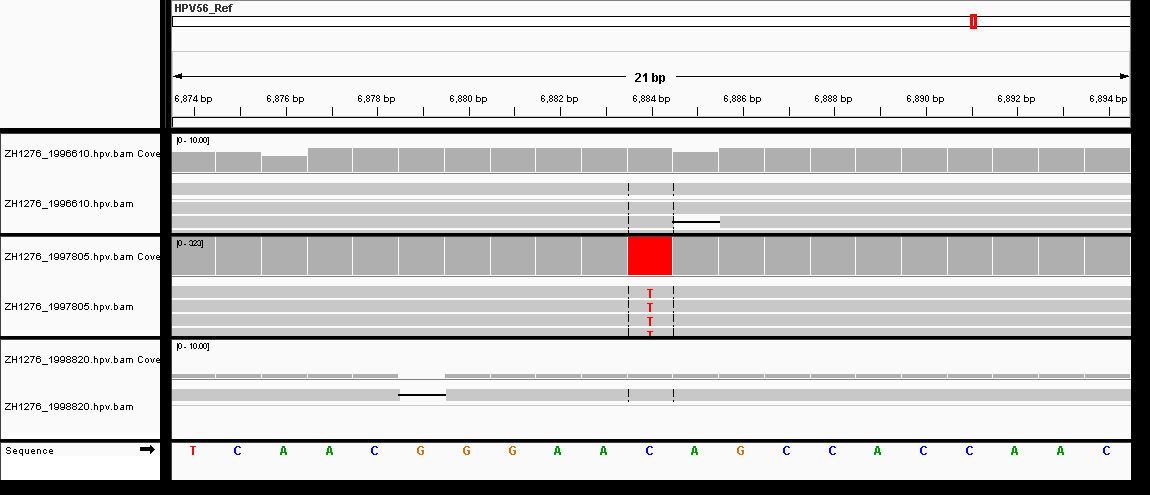 HPV56_Ref
21 bp
6,874 bp 6,876 bp 6,878 bp 6,880 bp 6,882 bp 6,884 bp 6,886 bp 6,888 bp 6,890 bp 6,892 bp 6,894 bp
[0 - 10.00]
ZH1276_1996610.hpv.bam Cove
ZH1276_1996610.hpv.bam
[0 - 323]
ZH1276_1997805.hpv.bam Cove
T
ZH1276_1997805.hpv.bam T
T
T
[0 - 10.00]
ZH1276_1998820.hpv.bam Cove
ZH1276_1998820.hpv.bam
Sequence T C A A C G G G A A C A G C C A C C A A C